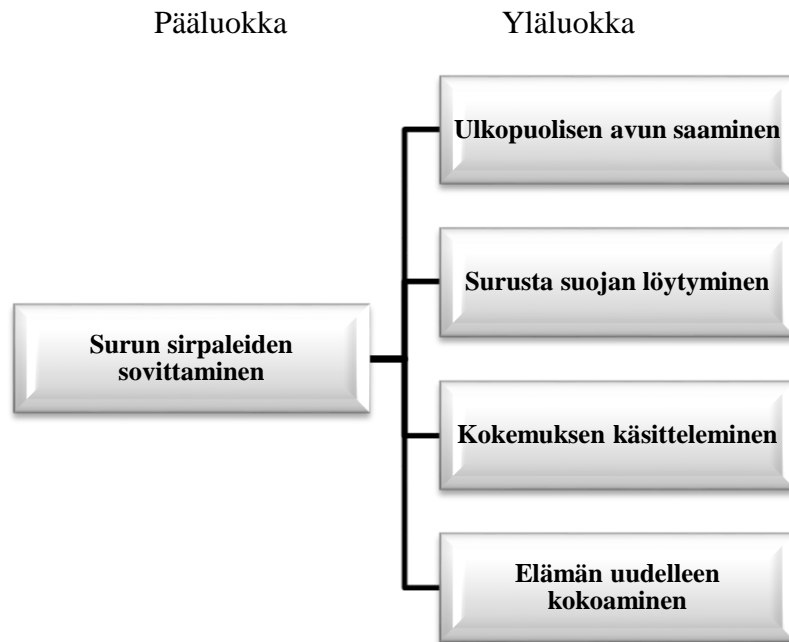 Pääluokka
Yläluokka
Ulkopuolisen avun saaminen
Surusta suojan löytyminen
Surun sirpaleiden
sovittaminen
Kokemuksen käsitteleminen
Elämän uudelleen
kokoaminen